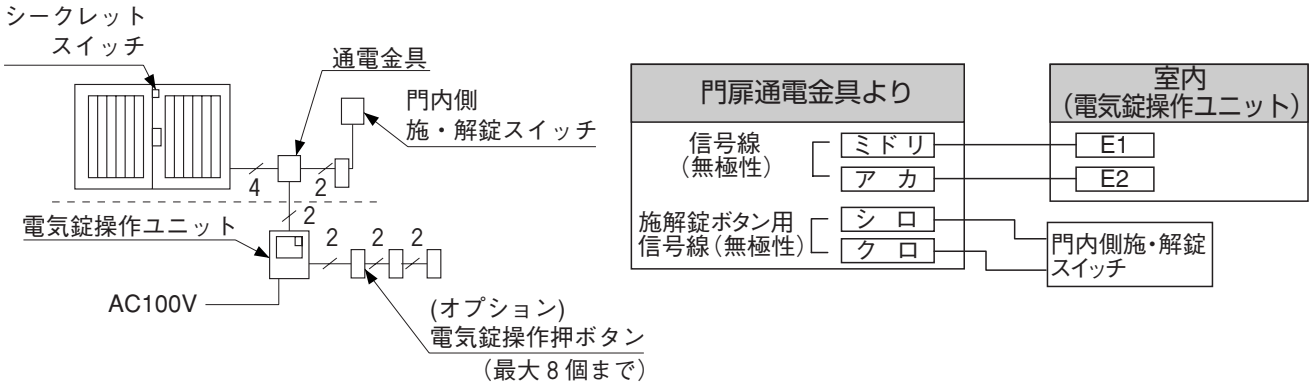 シークレット
スイッチ
通電金具
門内側
施・解錠スイッチ
4
2
2
電気錠操作ユニット
2
2
2
AC100V
(オプション)
電気錠操作押ボタン
（最大8個まで）
門扉通電金具より
室内
（電気錠操作ユニット）
信号線
（無極性）
ミドリ
E1
アカ
E2
施解錠ボタン用
信号線（無極性）
シロ
クロ
門内側施・解錠
スイッチ